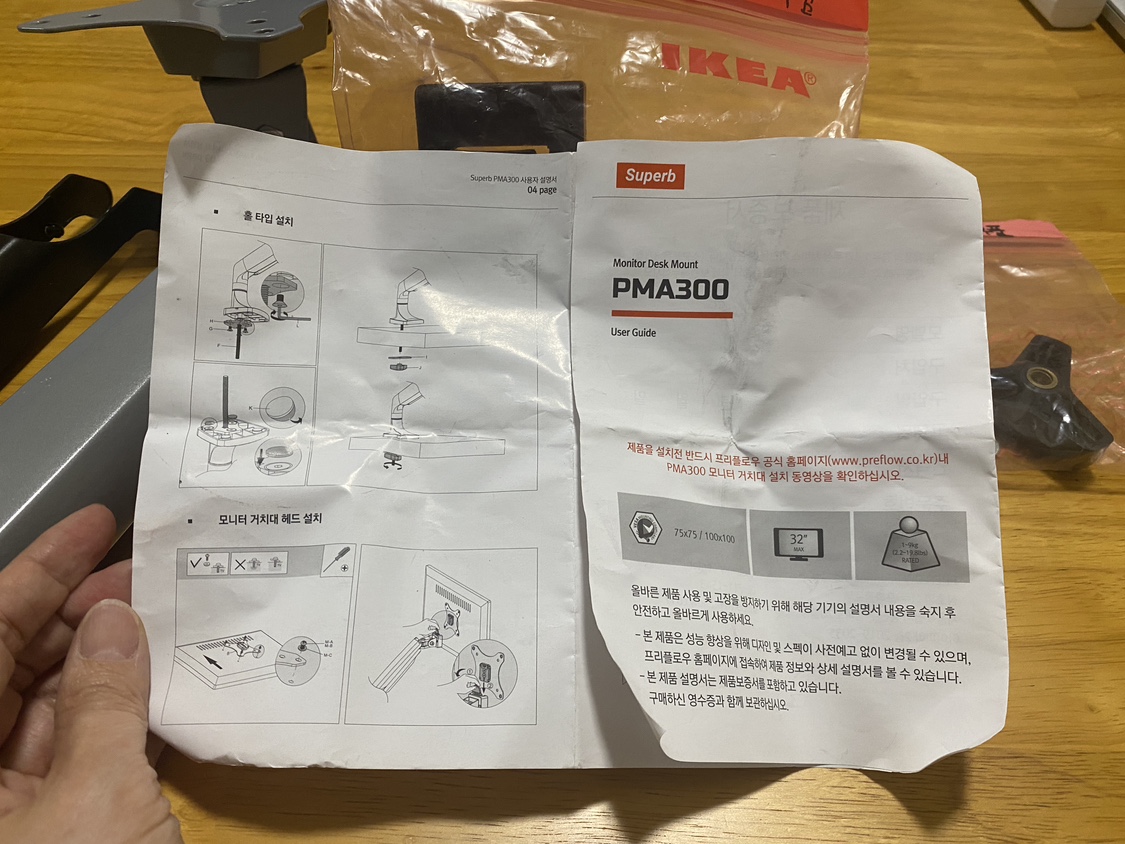 IKEA®
Superb PMA300 사용자 설명서
04 page
홀 타입 설치
H
G
F
L
I
J
K
모니터 거치대 헤드 설치
M-A
M-B
M-C
Superb
Monitor Desk Mount
PMA300
User Guide
제품을 설치전 반드시 프리플로우 공식 홈페이지(www.preflow.co.kr)내
PMA300 모니터 거치대 설치 동영상을 확인하십시오.
75x75 / 100x100
32"
MAX
1~9kg
(2.2~19.8lbs)
RATED
올바른 제품 사용 및 고장을 방지하기 위해 해당 기기의 설명서 내용을 숙지 후
안전하고 올바르게 사용하세요.
- 본 제품은 성능 향상을 위해 디자인 및 스펙이 사전예고 없이 변경될 수 있으며,
프리플로우 홈페이지에 접속하여 제품 정보와 상세 설명서를 볼 수 있습니다.
- 본 제품 설명서는 제품보증서를 포함하고 있습니다.
구매하신 영수증과 함께 보관하십시오.